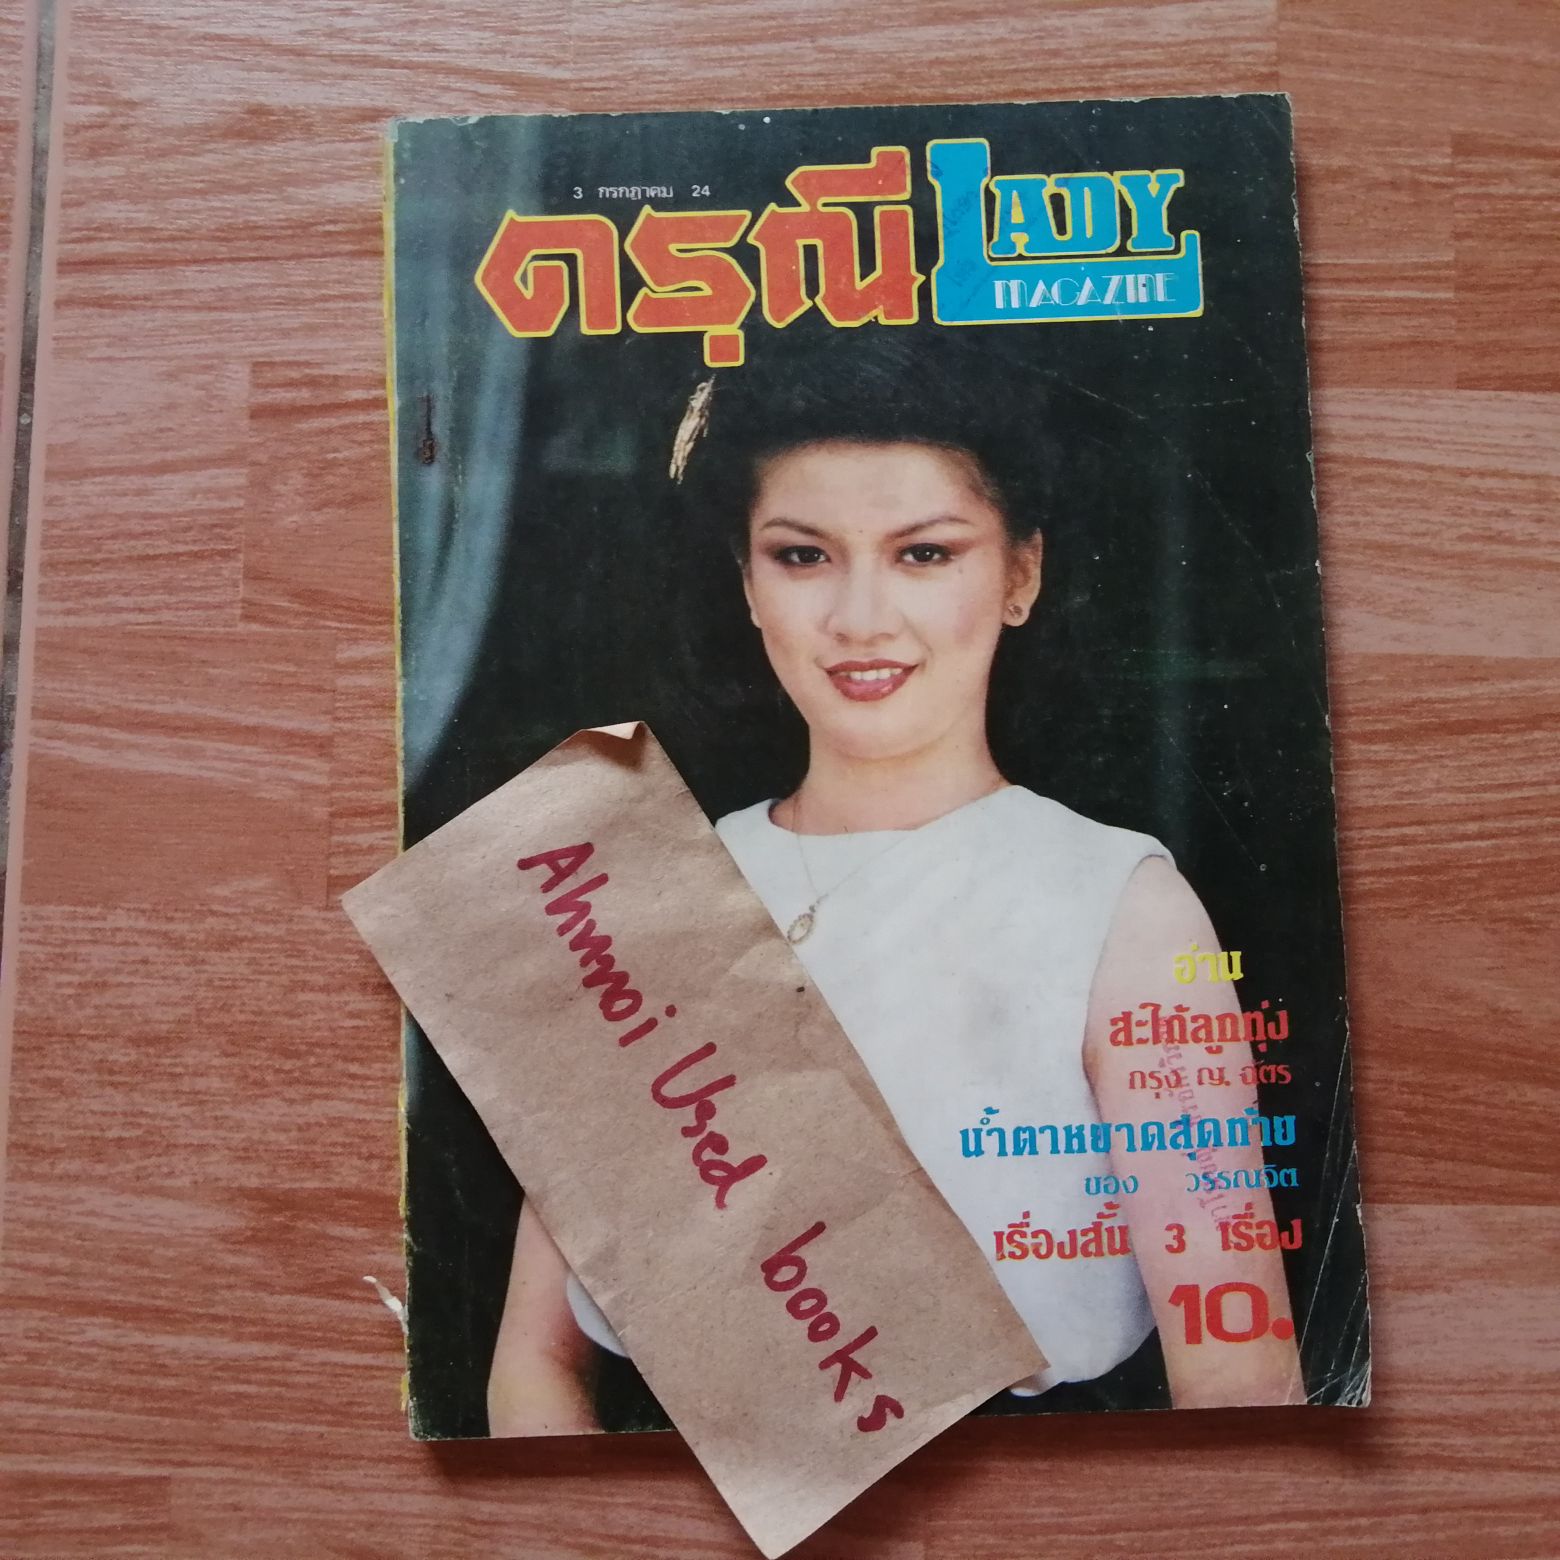 3 กรกฎาคม 24
ดรุณี LADY
MAGAZINE
อ่าน
สะใภ้ลูกทุ่ง
กรุง ญ. ฉัตร
น้ำตาหยาดสุดท้าย
ของ วรรณจิต
เรื่องสั้น 3 เรื่อง
10.
Ahmoi Used books